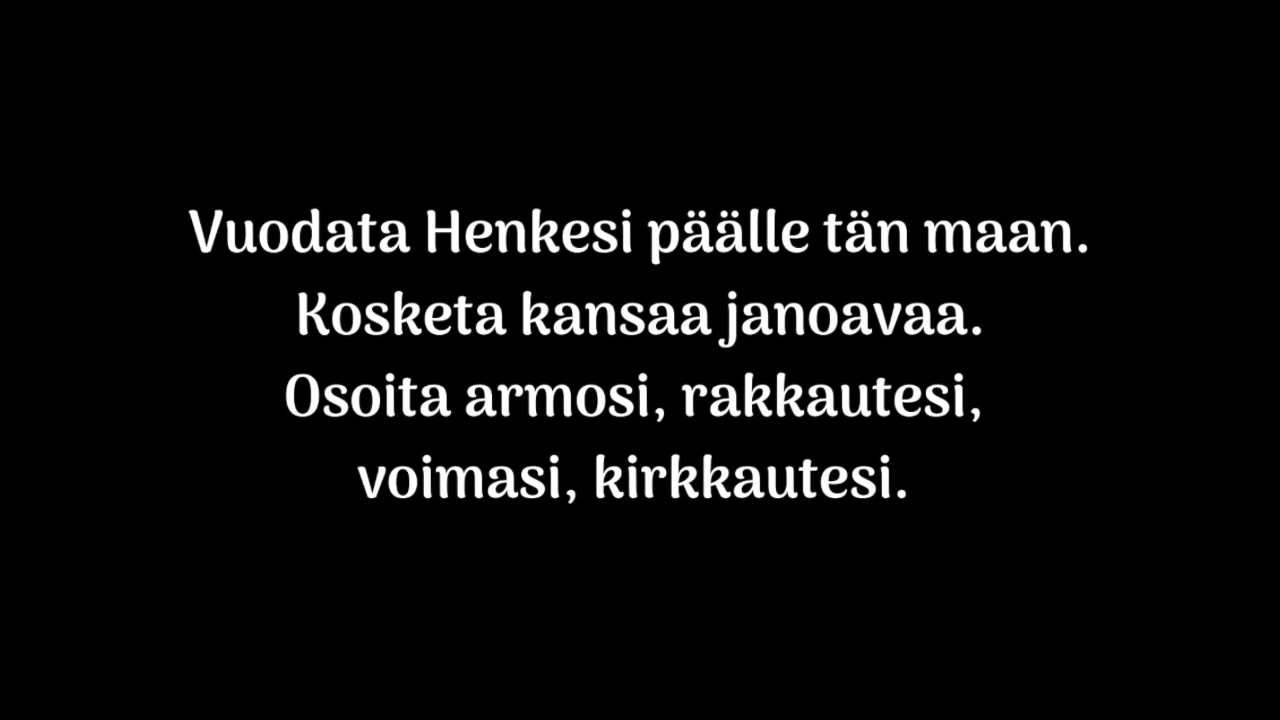 Vuodata Henkesi päälle tän maan.
Kosketa kansaa janoavaa.
Osoita armosi, rakkautesi,
voimasi, kirkkautesi.